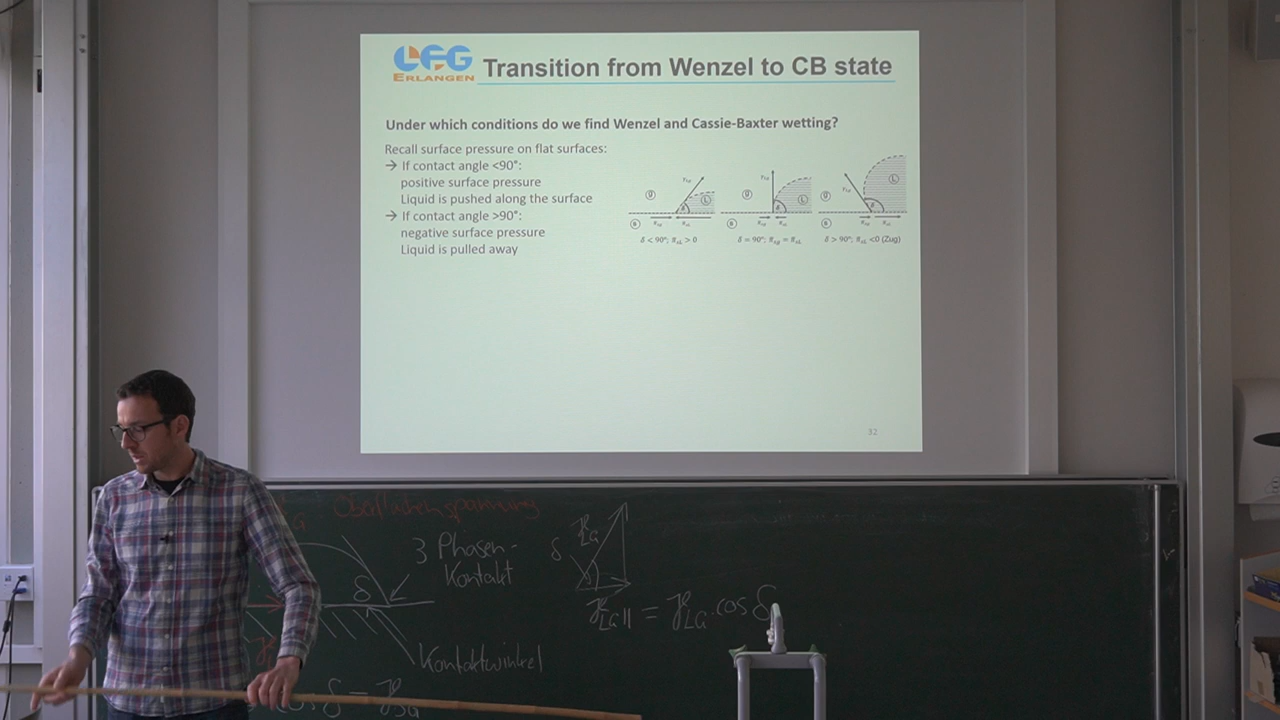 LFG
ERLANGEN
Transition from Wenzel to CB state
Under which conditions do we find Wenzel and Cassie-Baxter wetting?
Recall surface pressure on flat surfaces:
→ If contact angle <90°:
positive surface pressure
Liquid is pushed along the surface
→ If contact angle >90°:
negative surface pressure
Liquid is pulled away
δ < 90°; π_sL > 0
δ = 90°; π_sg = π_sL
δ > 90°; π_sL <0 (Zug)
32
Oberflächenspannung
3 Phasen-
Kontakt
δ
δ
γ_LG
γ_LG|| = γ_LG · cos δ
Kontaktwinkel
cos δ = γ_SG